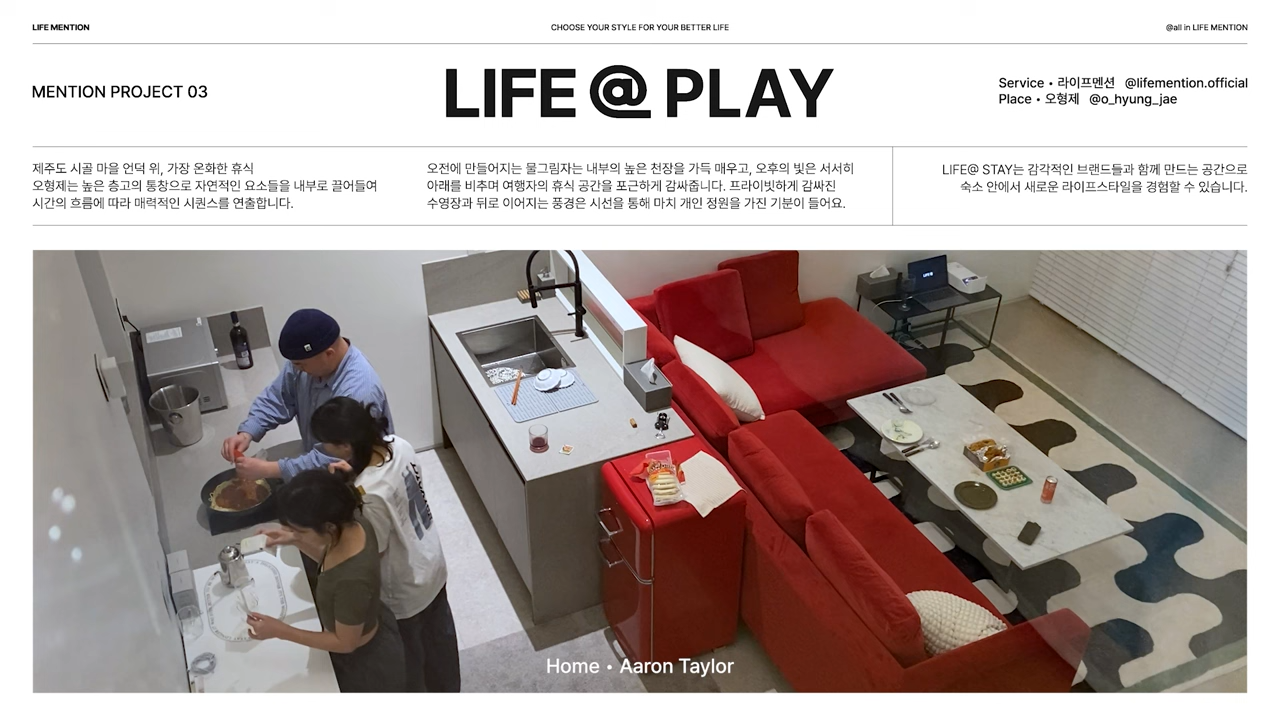 LIFE MENTION
CHOOSE YOUR STYLE FOR YOUR BETTER LIFE
@all in LIFE MENTION
MENTION PROJECT 03
LIFE @ PLAY
Service • 라이프멘션 @lifemention.official
Place • 오형제 @o_hyung_jae
제주도 시골 마을 언덕 위, 가장 온화한 휴식
오형제는 높은 층고의 통창으로 자연적인 요소들을 내부로 끌어들여
시간의 흐름에 따라 매력적인 시퀀스를 연출합니다.
오전에 만들어지는 물그림자는 내부의 높은 천장을 가득 매우고, 오후의 빛은 서서히
아래를 비추며 여행자의 휴식 공간을 포근하게 감싸줍니다. 프라이빗하게 감싸진
수영장과 뒤로 이어지는 풍경은 시선을 통해 마치 개인 정원을 가진 기분이 들어요.
LIFE@ STAY는 감각적인 브랜드들과 함께 만드는 공간으로
숙소 안에서 새로운 라이프스타일을 경험할 수 있습니다.
Home • Aaron Taylor